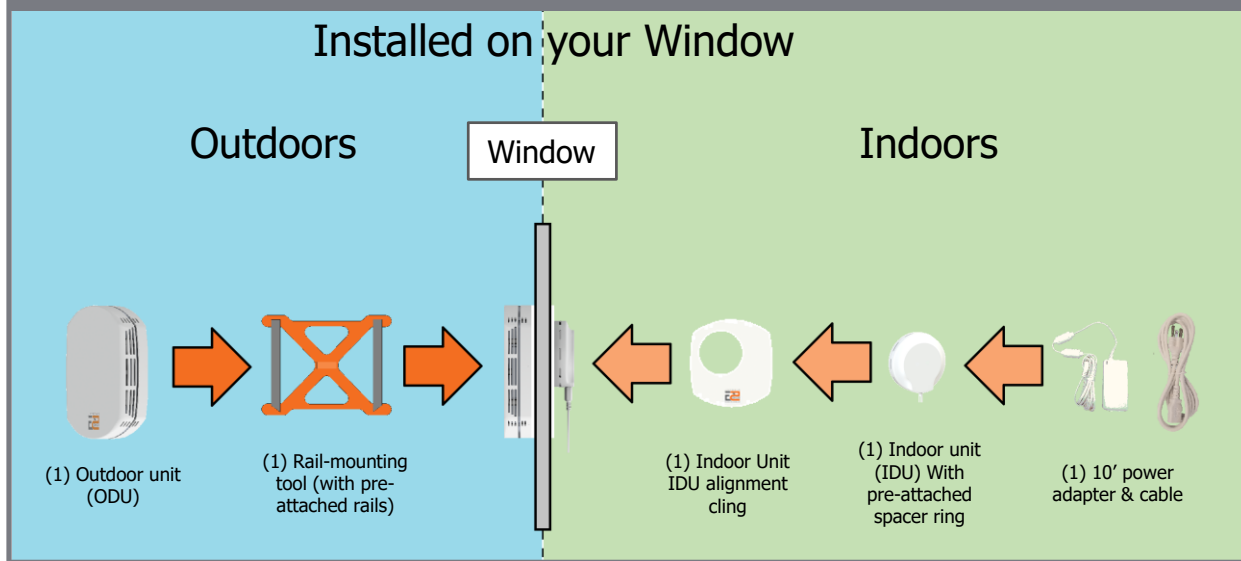 Installed on your Window
Outdoors
Window
Indoors
(1) Outdoor unit
(ODU)
(1) Rail-mounting
tool (with pre-
attached rails)
(1) Indoor Unit
IDU alignment
cling
(1) Indoor unit
(IDU) With
pre-attached
spacer ring
(1) 10’ power
adapter & cable